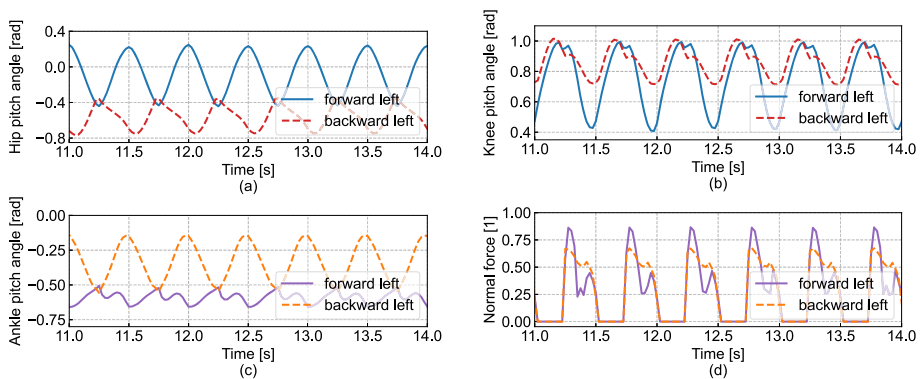 Hip pitch angle [rad]
0.4
0.0
−0.4
−0.8
forward left
backward left
11.0 11.5 12.0 12.5 13.0 13.5 14.0
Time [s]
(a)
Knee pitch angle [rad]
1.0
0.8
0.6
0.4
forward left
backward left
11.0 11.5 12.0 12.5 13.0 13.5 14.0
Time [s]
(b)
Ankle pitch angle [rad]
0.00
−0.25
−0.50
−0.75
forward left
backward left
11.0 11.5 12.0 12.5 13.0 13.5 14.0
Time [s]
(c)
Normal force [1]
1.00
0.75
0.50
0.25
0.00
forward left
backward left
11.0 11.5 12.0 12.5 13.0 13.5 14.0
Time [s]
(d)